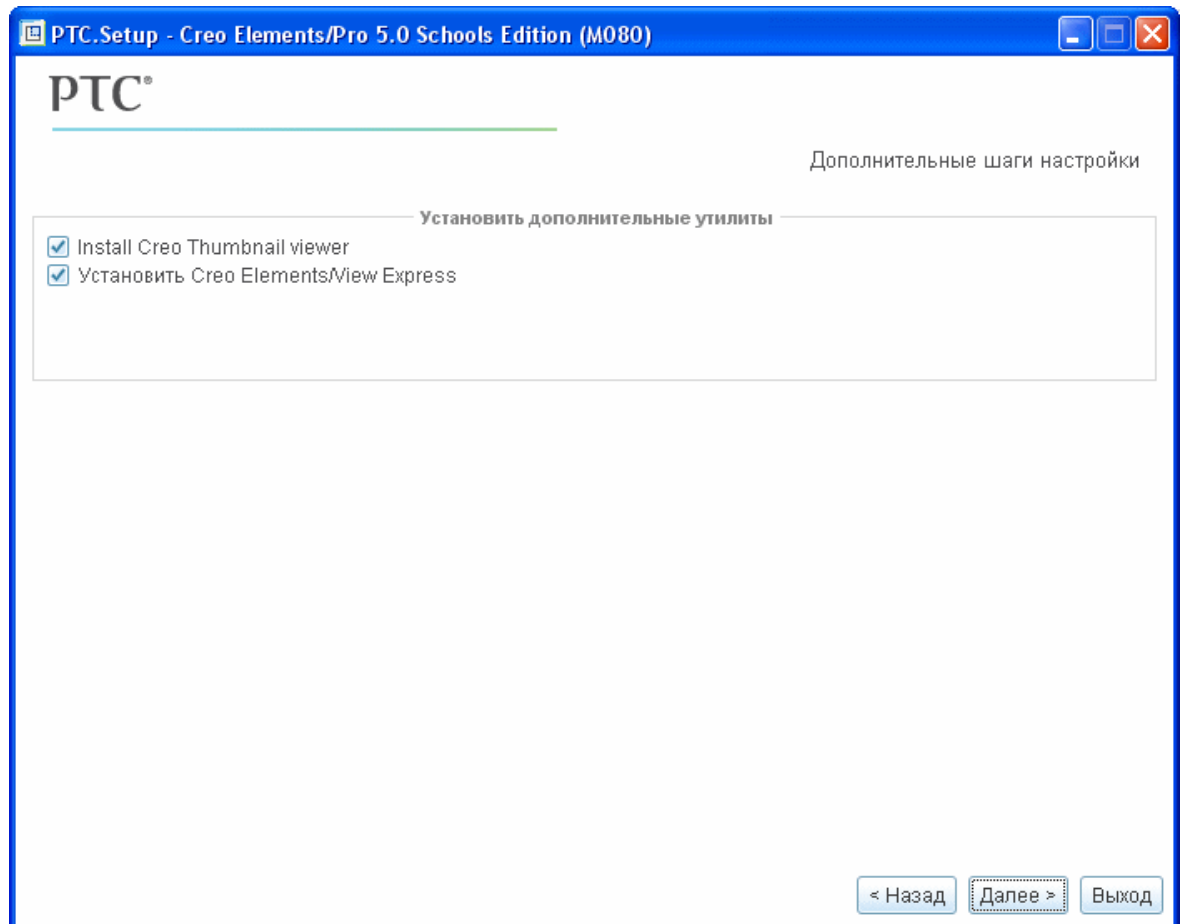 PTC.Setup - Creo Elements/Pro 5.0 Schools Edition (M080)
PTC®
Дополнительные шаги настройки
Установить дополнительные утилиты
Install Creo Thumbnail viewer
Установить Creo Elements/View Express
< Назад Далее > Выход